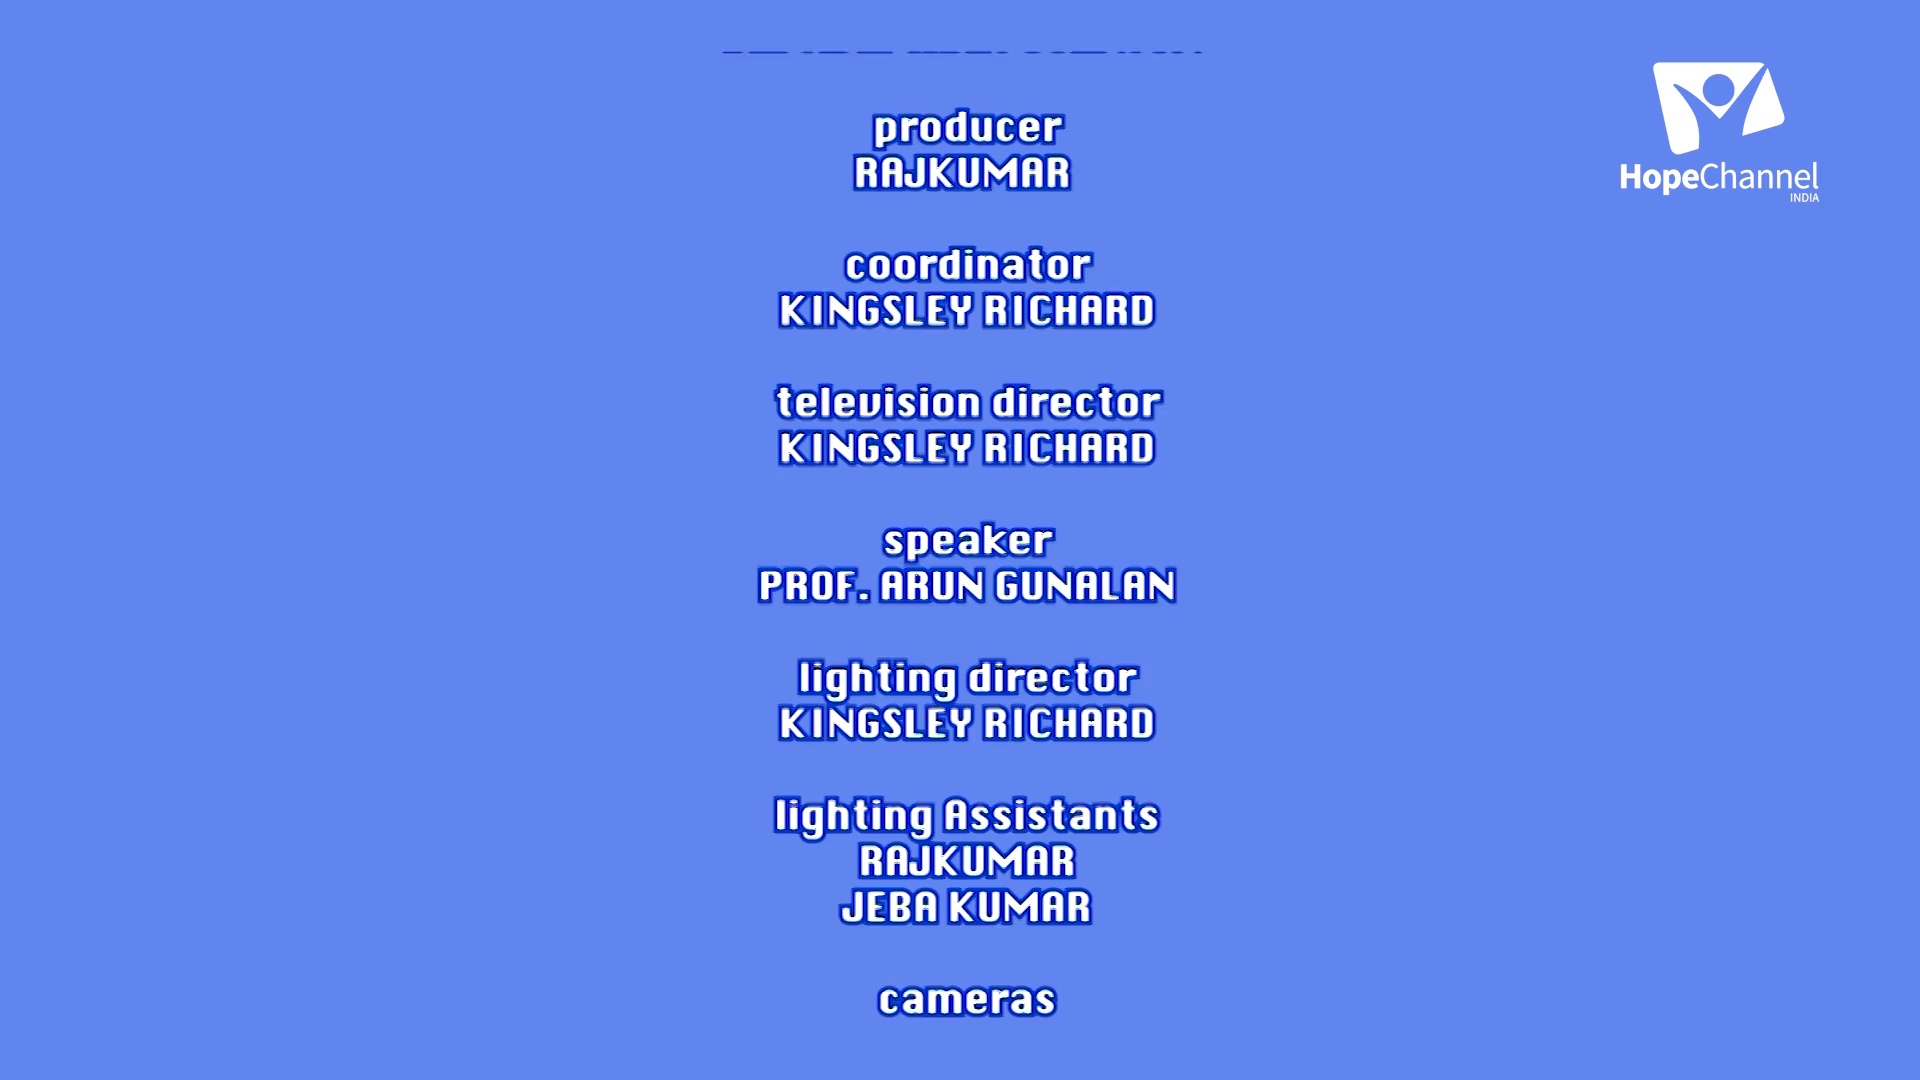 producer
RAJKUMAR
HopeChannel
INDIA
coordinator
KINGSLEY RICHARD
television director
KINGSLEY RICHARD
speaker
PROF. ARUN GUNALAN
lighting director
KINGSLEY RICHARD
lighting Assistants
RAJKUMAR
JEBA KUMAR
cameras